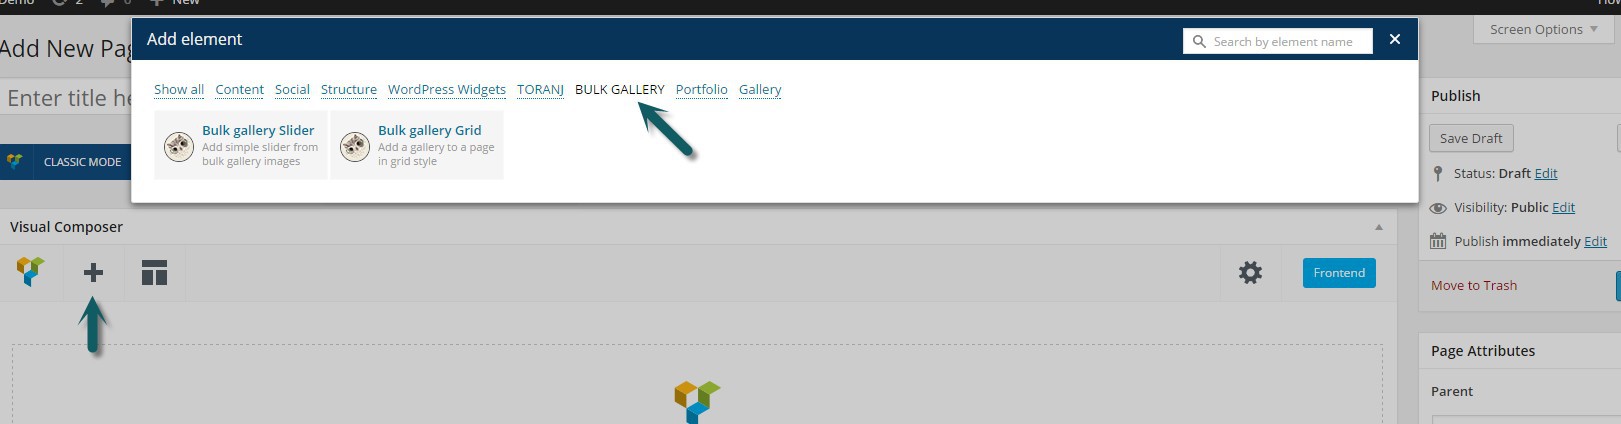 Demo 2 New
Add element
Search by element name
Screen Options
Add New Pag
Enter title he
Show all Content Social Structure WordPress Widgets TORANJ BULK GALLERY Portfolio Gallery
Bulk gallery Slider
Add simple slider from
bulk gallery images
Bulk gallery Grid
Add a gallery to a page
in grid style
CLASSIC MODE
Publish
Save Draft
Status: Draft Edit
Visibility: Public Edit
Publish immediately Edit
Move to Trash
Visual Composer
Frontend
Page Attributes
Parent